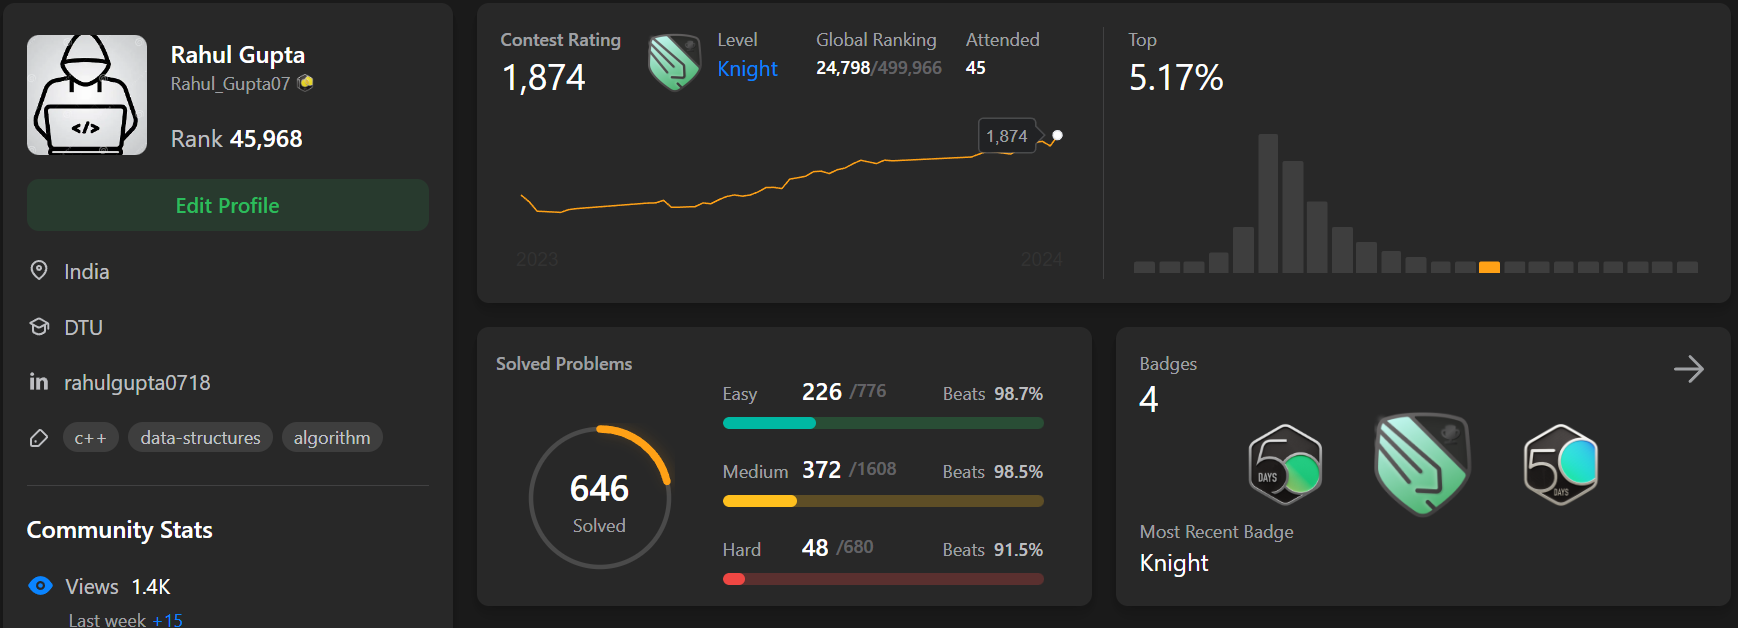 Rahul Gupta
Rahul_Gupta07
Rank 45,968
</>
Edit Profile
India
DTU
in rahulgupta0718
c++ data-structures algorithm
Community Stats
Views 1.4K
Last week +15
Contest Rating
1,874
Level
Knight
Global Ranking
24,798/499,966
Attended
45
1,874
2023 2024
Top
5.17%
Solved Problems
646
Solved
Easy 226 /776 Beats 98.7%
Medium 372 /1608 Beats 98.5%
Hard 48 /680 Beats 91.5%
Badges
4
50 DAYS
50 DAYS
Most Recent Badge
Knight